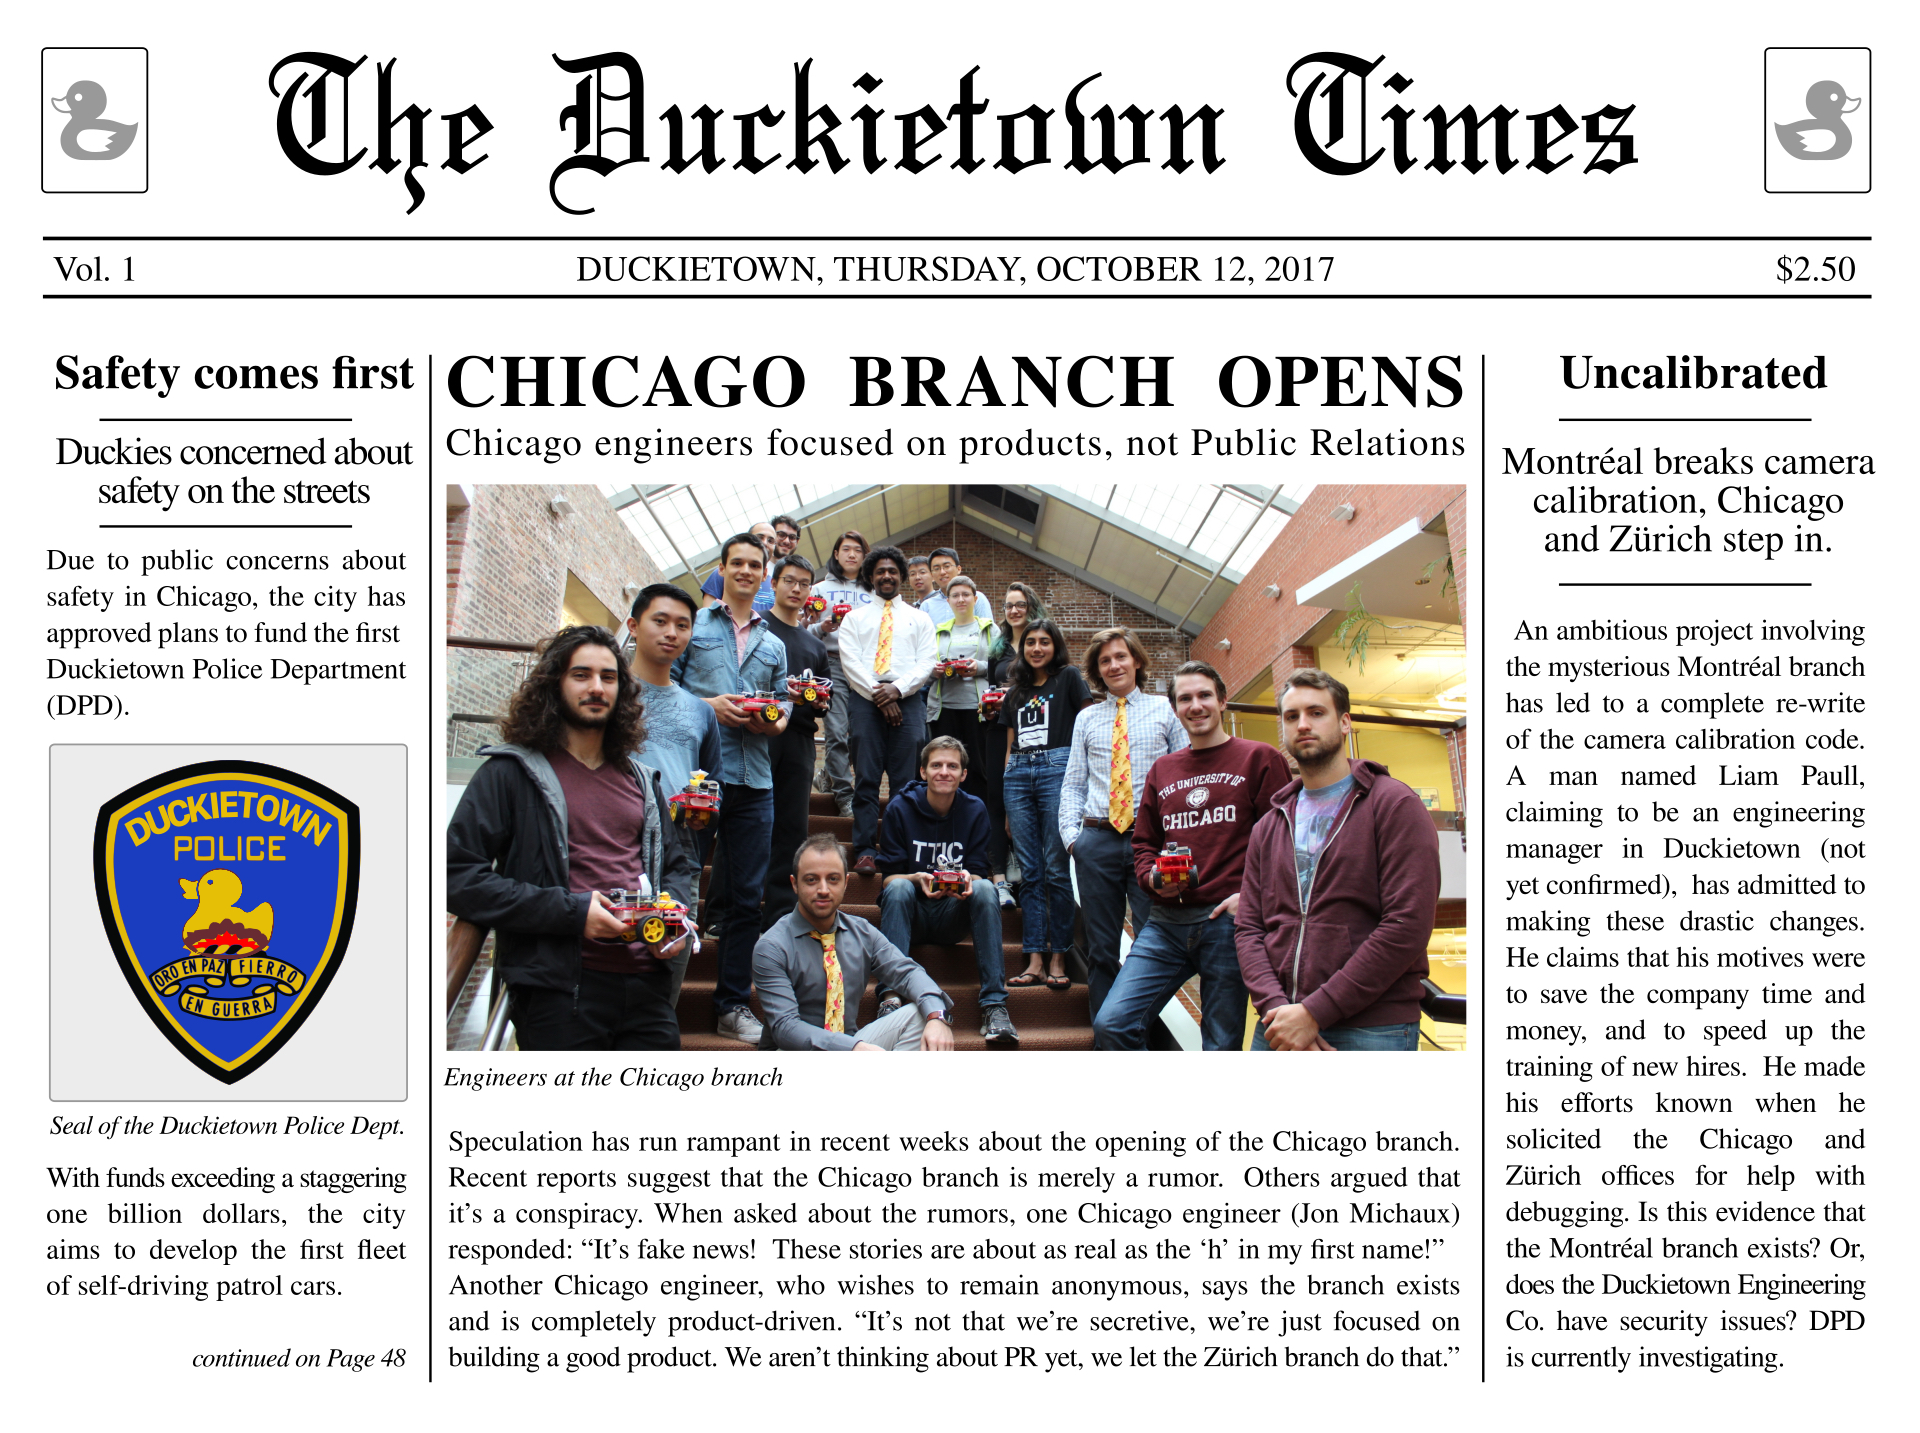 The Duckietown Times
Vol. 1
DUCKIETOWN, THURSDAY, OCTOBER 12, 2017
$2.50
Safety comes first
Duckies concerned about
safety on the streets
Due to public concerns about
safety in Chicago, the city has
approved plans to fund the first
Duckietown Police Department
(DPD).
DUCKIETOWN
POLICE
ORO EN PAZ FIERRO
EN GUERRA
Seal of the Duckietown Police Dept.
With funds exceeding a staggering
one billion dollars, the city
aims to develop the first fleet
of self-driving patrol cars.
continued on Page 48
CHICAGO BRANCH OPENS
Chicago engineers focused on products, not Public Relations
TTIC
u
THE UNIVERSITY OF
CHICAGO
TTIC
Engineers at the Chicago branch
Speculation has run rampant in recent weeks about the opening of the Chicago branch.
Recent reports suggest that the Chicago branch is merely a rumor. Others argued that
it's a conspiracy. When asked about the rumors, one Chicago engineer (Jon Michaux)
responded: “It's fake news! These stories are about as real as the ‘h’ in my first name!”
Another Chicago engineer, who wishes to remain anonymous, says the branch exists
and is completely product-driven. “It's not that we're secretive, we're just focused on
building a good product. We aren't thinking about PR yet, we let the Zürich branch do that.”
Uncalibrated
Montréal breaks camera
calibration, Chicago
and Zürich step in.
An ambitious project involving
the mysterious Montréal branch
has led to a complete re-write
of the camera calibration code.
A man named Liam Paull,
claiming to be an engineering
manager in Duckietown (not
yet confirmed), has admitted to
making these drastic changes.
He claims that his motives were
to save the company time and
money, and to speed up the
training of new hires. He made
his efforts known when he
solicited the Chicago and
Zürich offices for help with
debugging. Is this evidence that
the Montréal branch exists? Or,
does the Duckietown Engineering
Co. have security issues? DPD
is currently investigating.